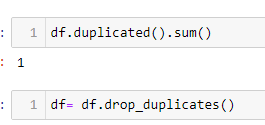 : 1 df.duplicated().sum()
: 1
: 1 df= df.drop_duplicates()